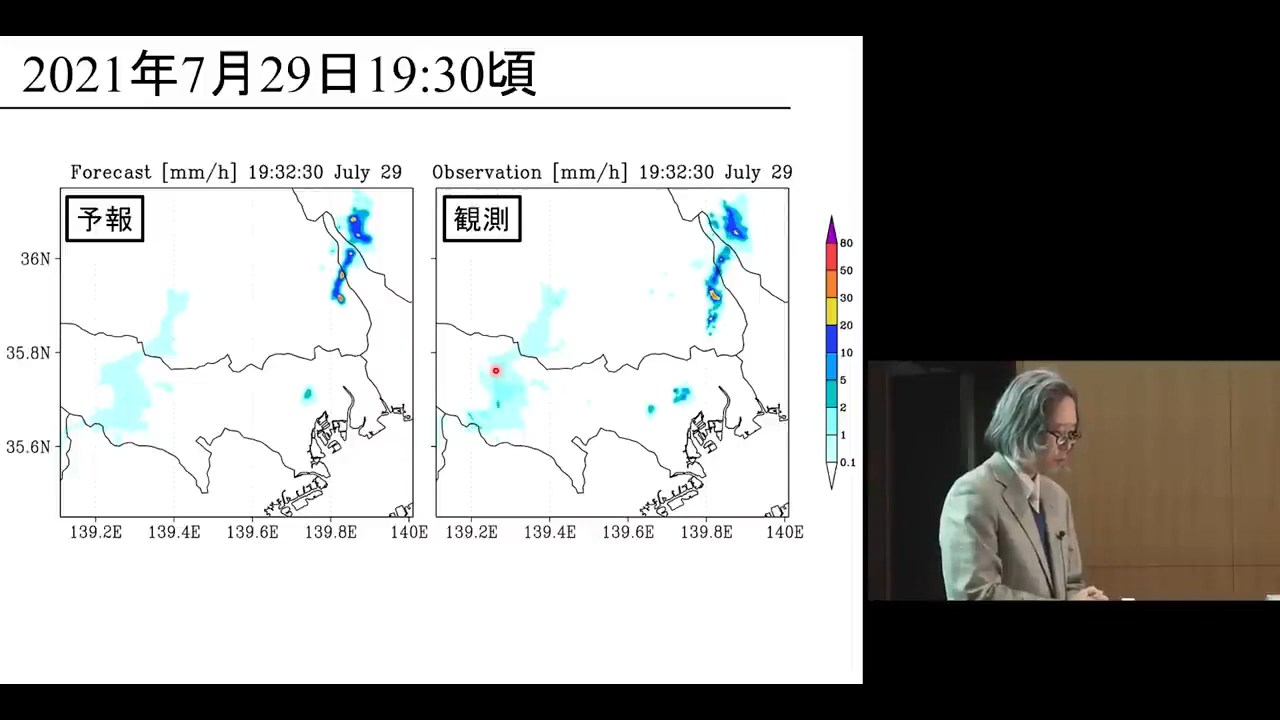 2021年7月29日19:30頃
Forecast [mm/h] 19:32:30 July 29
Observation [mm/h] 19:32:30 July 29
予報
観測
36N
35.8N
35.6N
139.2E 139.4E 139.6E 139.8E 140E
139.2E 139.4E 139.6E 139.8E 140E
80
50
30
20
10
5
2
1
0.1